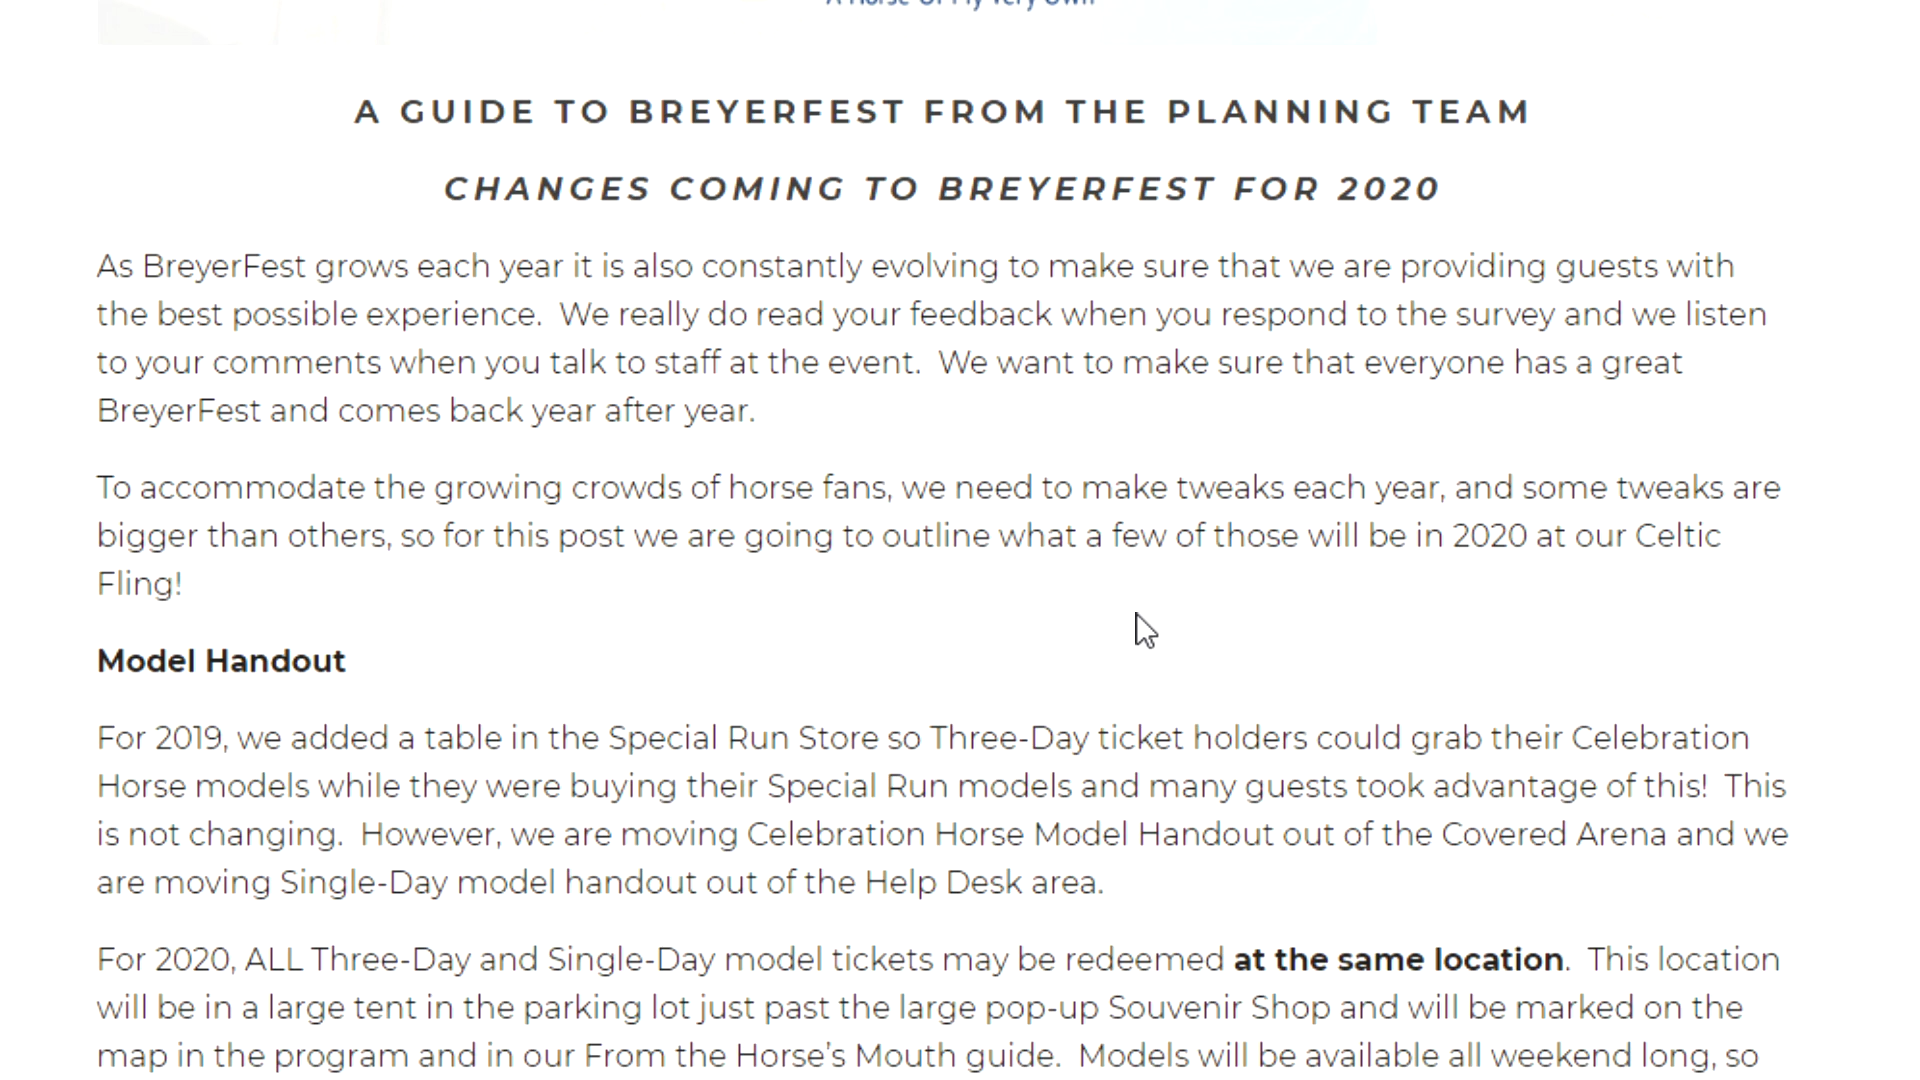 A Horse Of My Very Own
A GUIDE TO BREYERFEST FROM THE PLANNING TEAM
CHANGES COMING TO BREYERFEST FOR 2020
As BreyerFest grows each year it is also constantly evolving to make sure that we are providing guests with
the best possible experience.  We really do read your feedback when you respond to the survey and we listen
to your comments when you talk to staff at the event.  We want to make sure that everyone has a great
BreyerFest and comes back year after year.
To accommodate the growing crowds of horse fans, we need to make tweaks each year, and some tweaks are
bigger than others, so for this post we are going to outline what a few of those will be in 2020 at our Celtic
Fling!
Model Handout
For 2019, we added a table in the Special Run Store so Three-Day ticket holders could grab their Celebration
Horse models while they were buying their Special Run models and many guests took advantage of this!  This
is not changing.  However, we are moving Celebration Horse Model Handout out of the Covered Arena and we
are moving Single-Day model handout out of the Help Desk area.
For 2020, ALL Three-Day and Single-Day model tickets may be redeemed at the same location.  This location
will be in a large tent in the parking lot just past the large pop-up Souvenir Shop and will be marked on the
map in the program and in our From the Horse’s Mouth guide.  Models will be available all weekend long, so